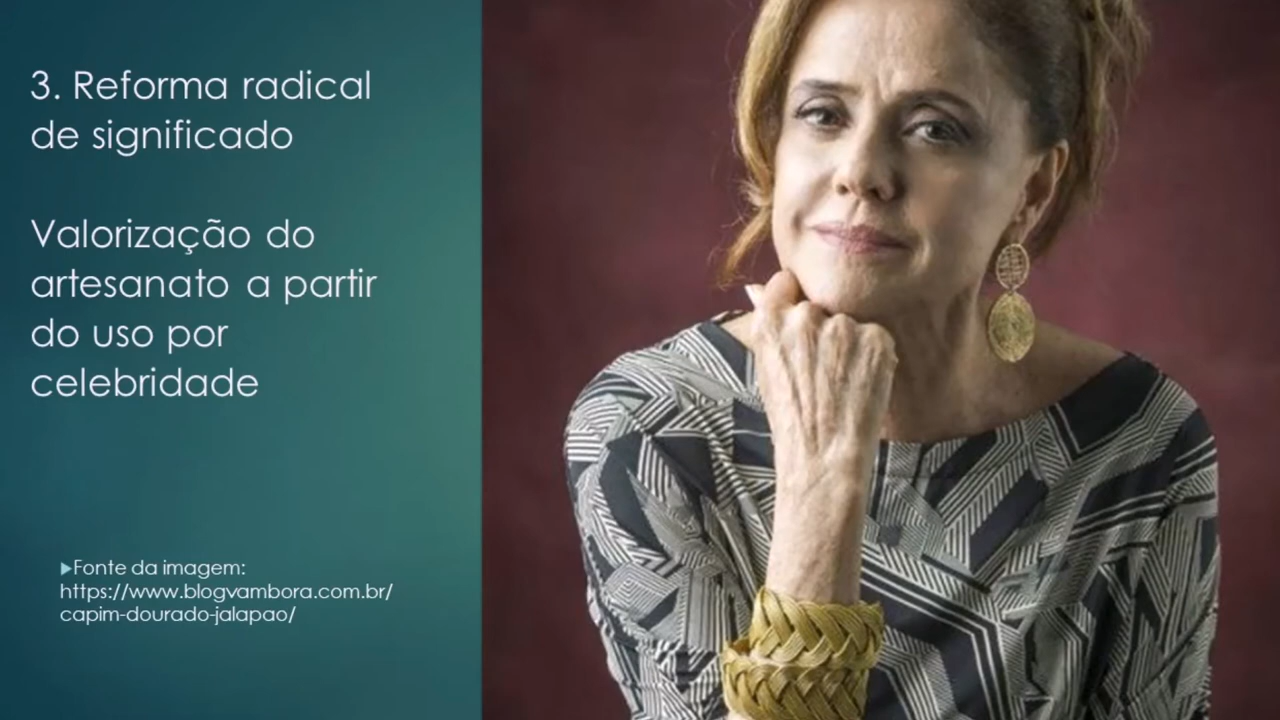 3. Reforma radical
de significado
Valorização do
artesanato a partir
do uso por
celebridade
Fonte da imagem:
https://www.blogvambora.com.br/
capim-dourado-jalapao/